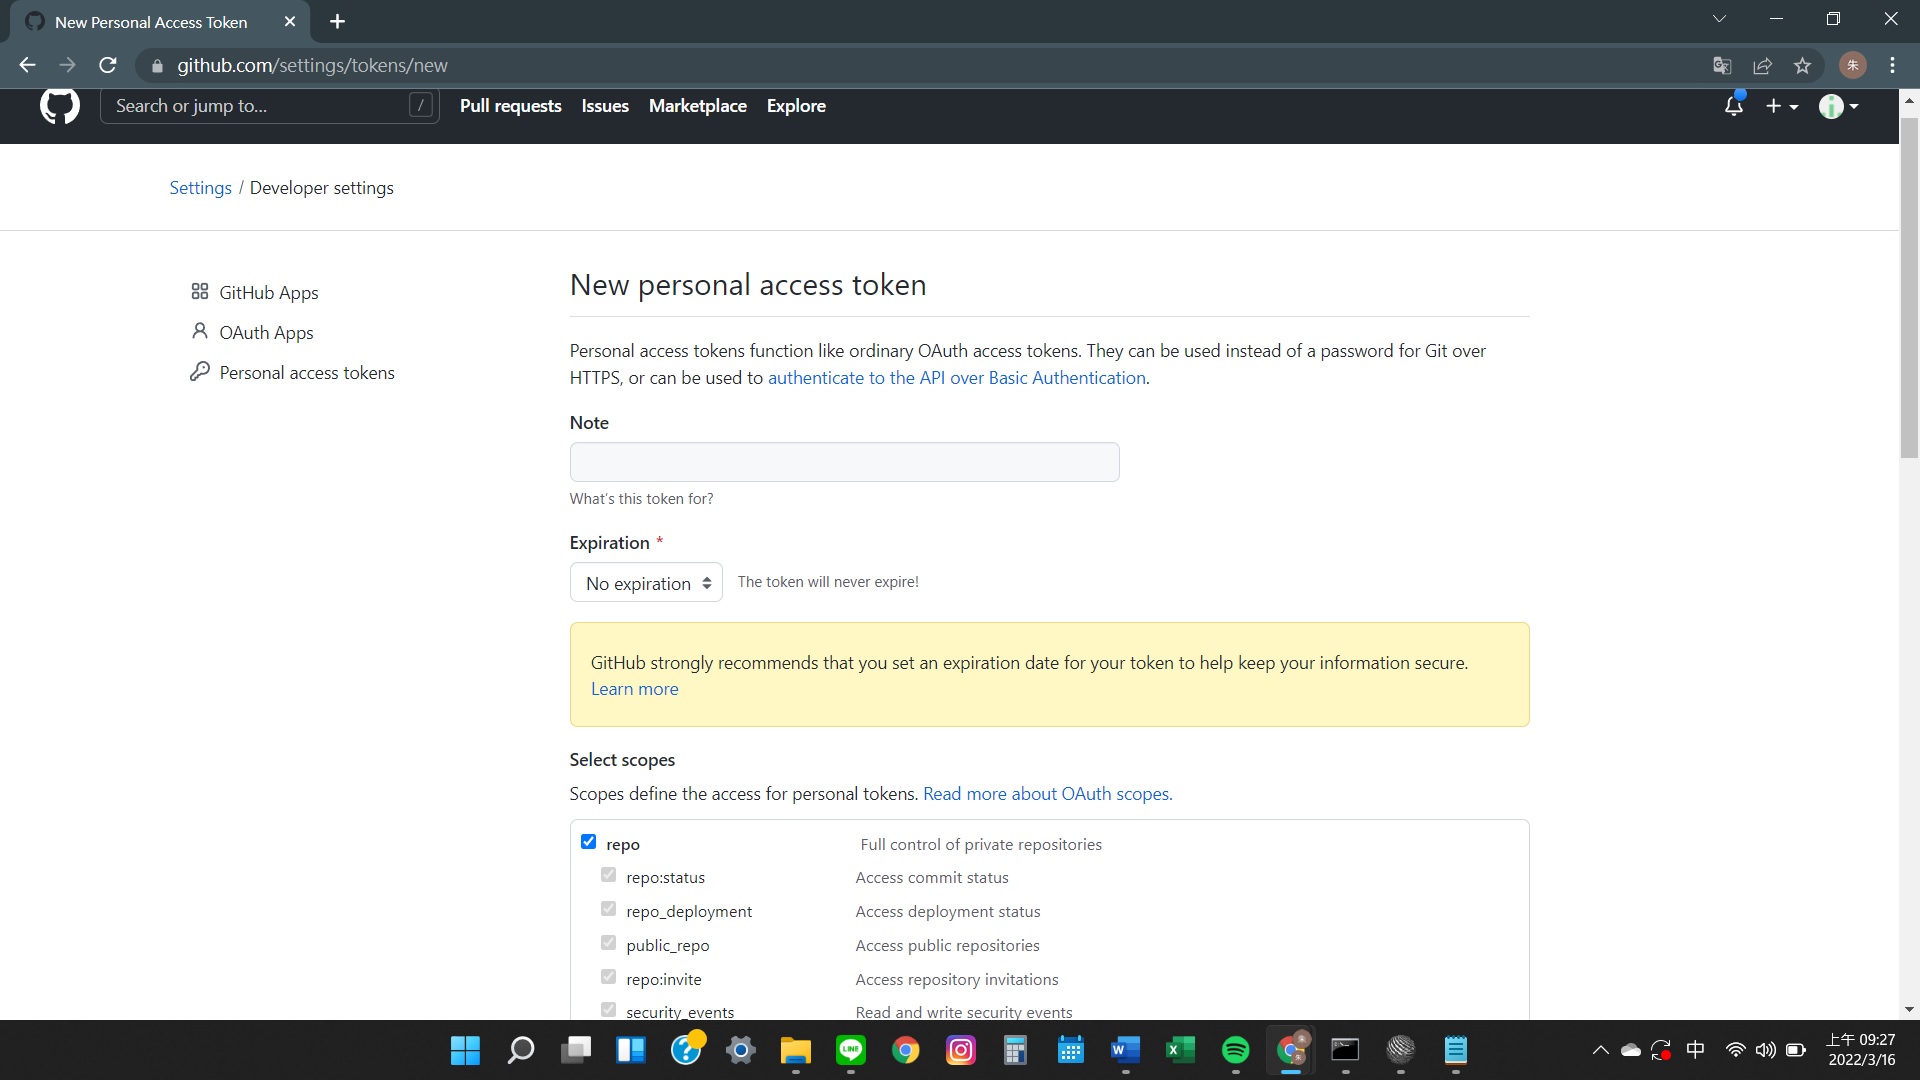 New Personal Access Token
github.com/settings/tokens/new
朱
Search or jump to...
/
Pull requests
Issues
Marketplace
Explore
Settings / Developer settings
GitHub Apps
OAuth Apps
Personal access tokens
New personal access token
Personal access tokens function like ordinary OAuth access tokens. They can be used instead of a password for Git over
HTTPS, or can be used to authenticate to the API over Basic Authentication.
Note
What's this token for?
Expiration *
No expiration
The token will never expire!
GitHub strongly recommends that you set an expiration date for your token to help keep your information secure.
Learn more
Select scopes
Scopes define the access for personal tokens. Read more about OAuth scopes.
repo Full control of private repositories
repo:status Access commit status
repo_deployment Access deployment status
public_repo Access public repositories
repo:invite Access repository invitations
security_events Read and write security events
LINE
W
X
中
上午 09:27
2022/3/16